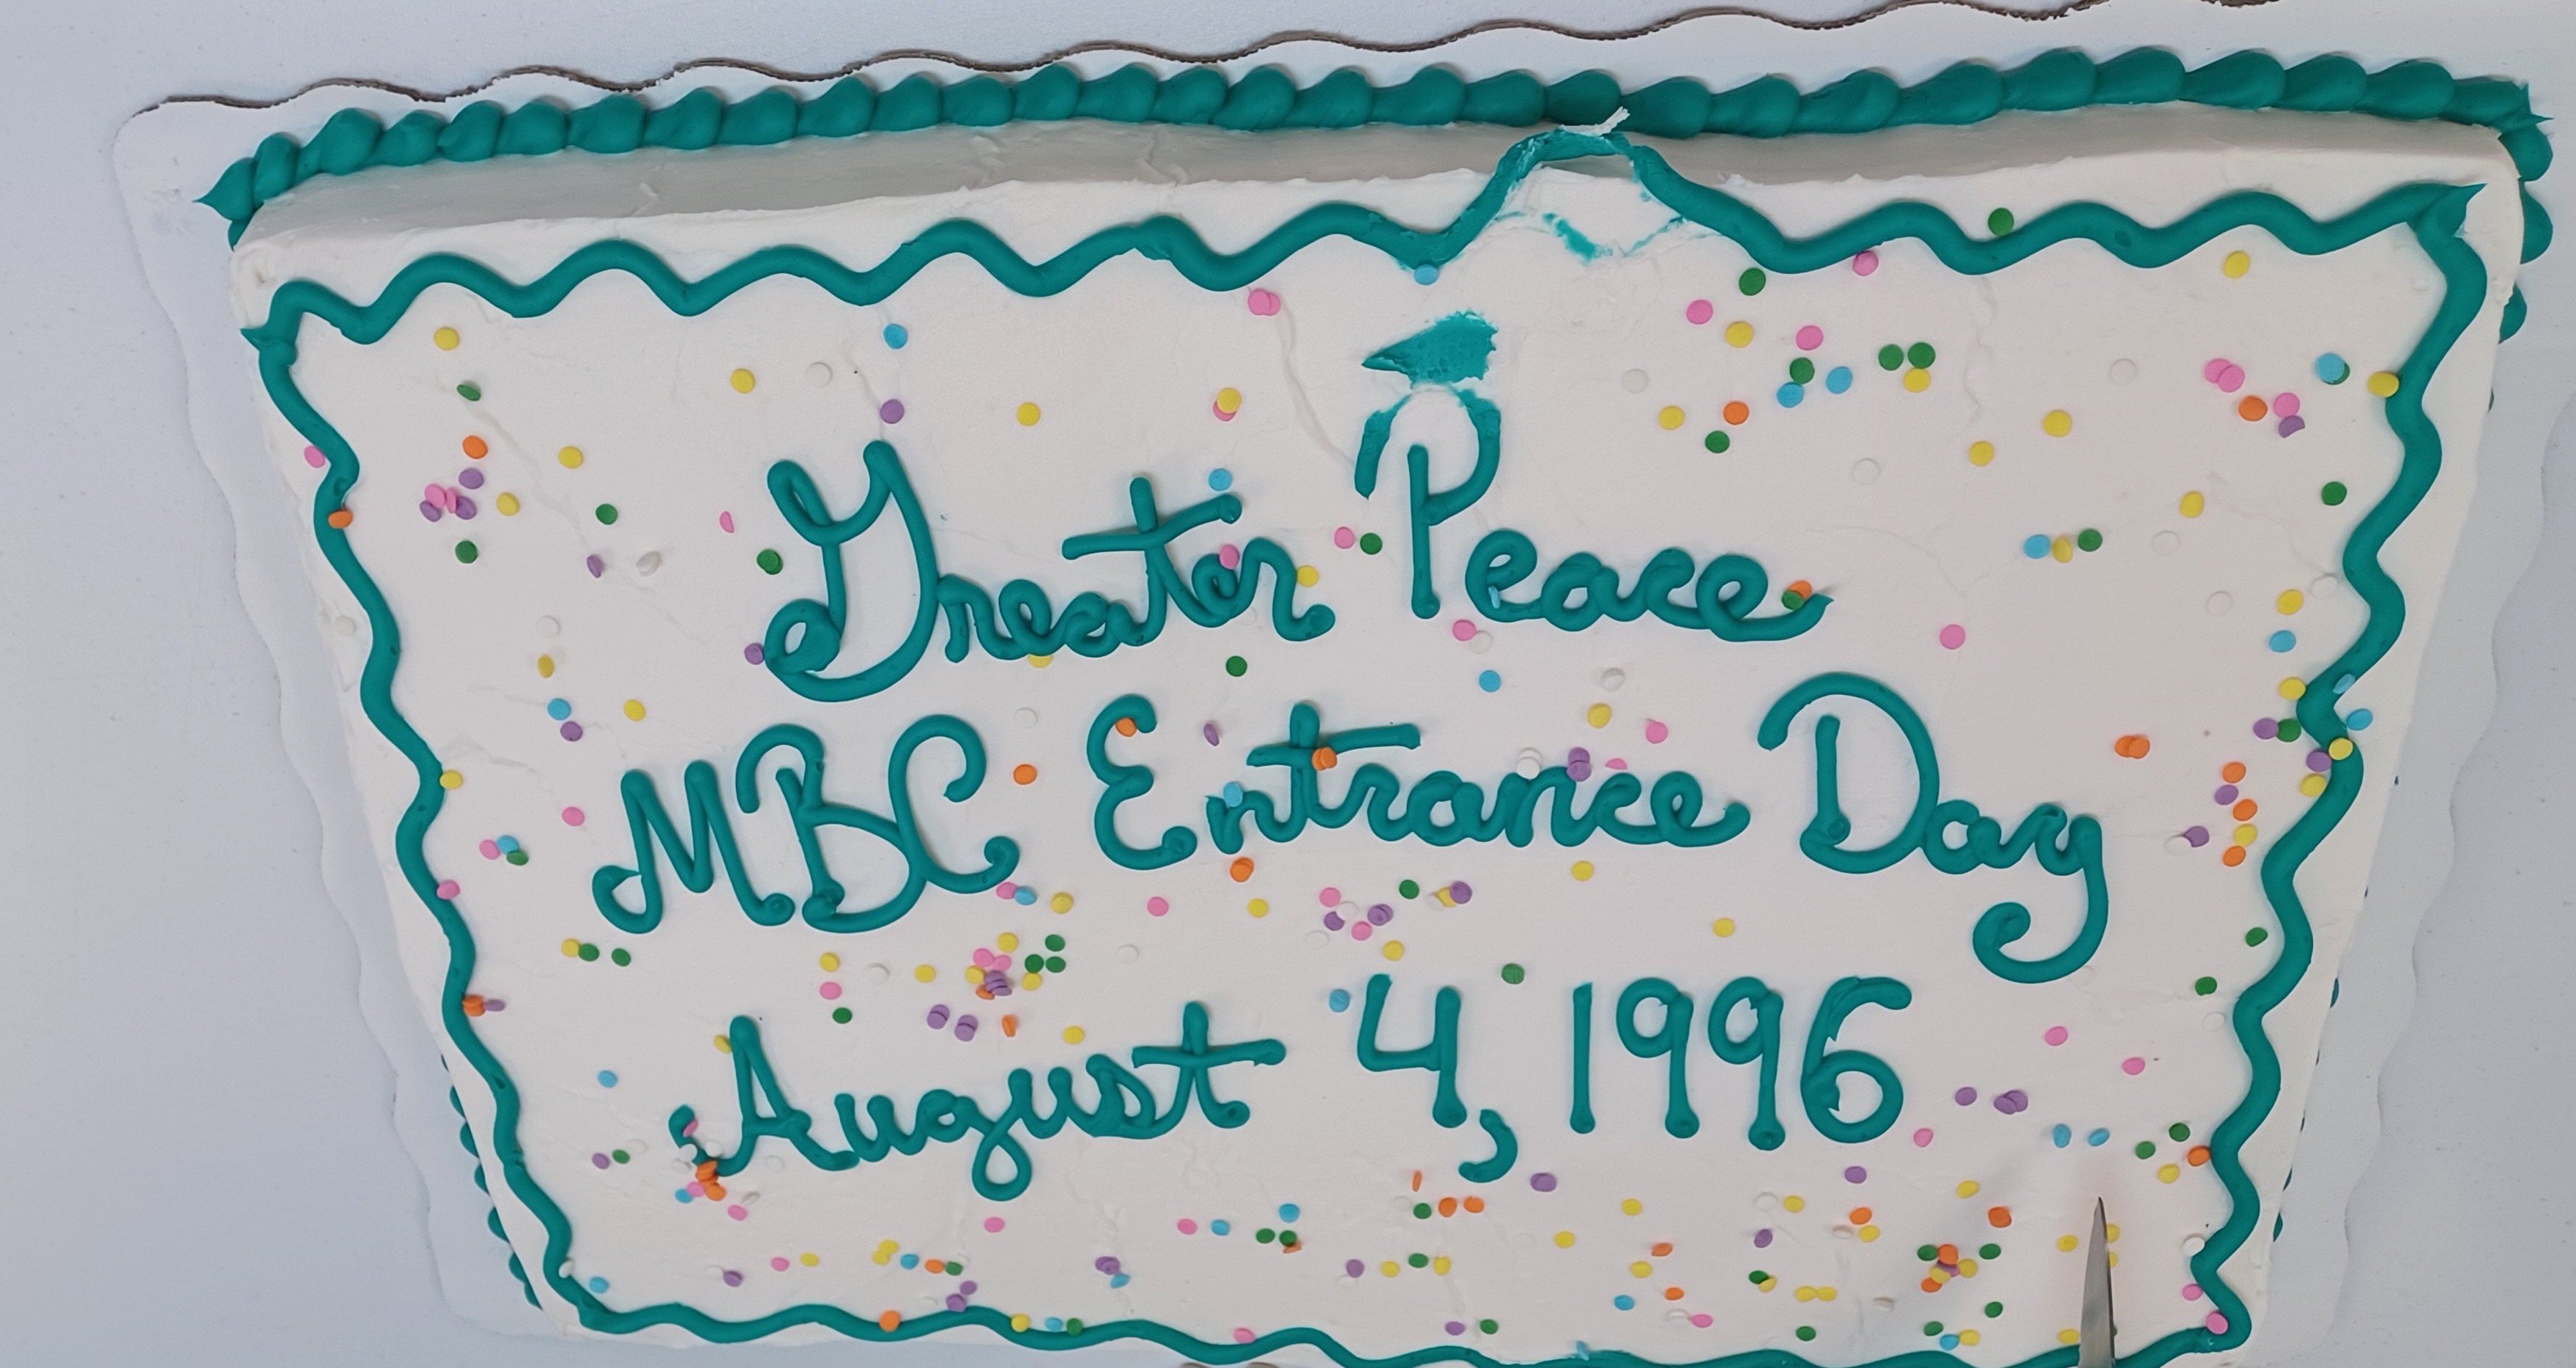 Greater Peace
MBC Entrance Day
August 4, 1996